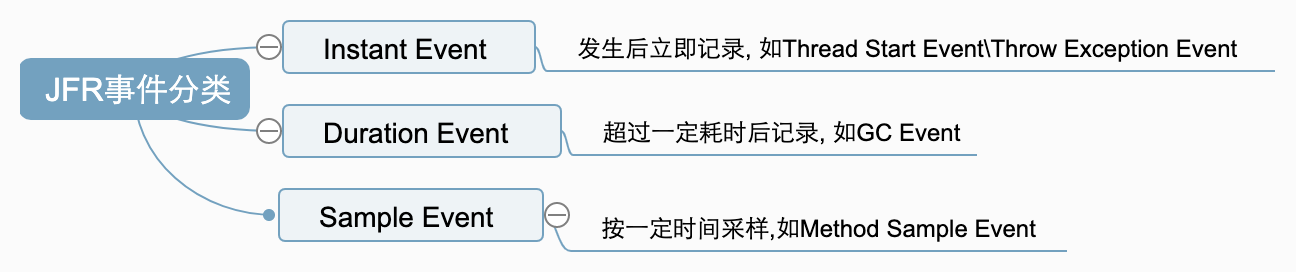 JFR事件分类
Instant Event
发生后立即记录, 如Thread Start Event\Throw Exception Event
Duration Event
超过一定耗时后记录, 如GC Event
Sample Event
按一定时间采样,如Method Sample Event